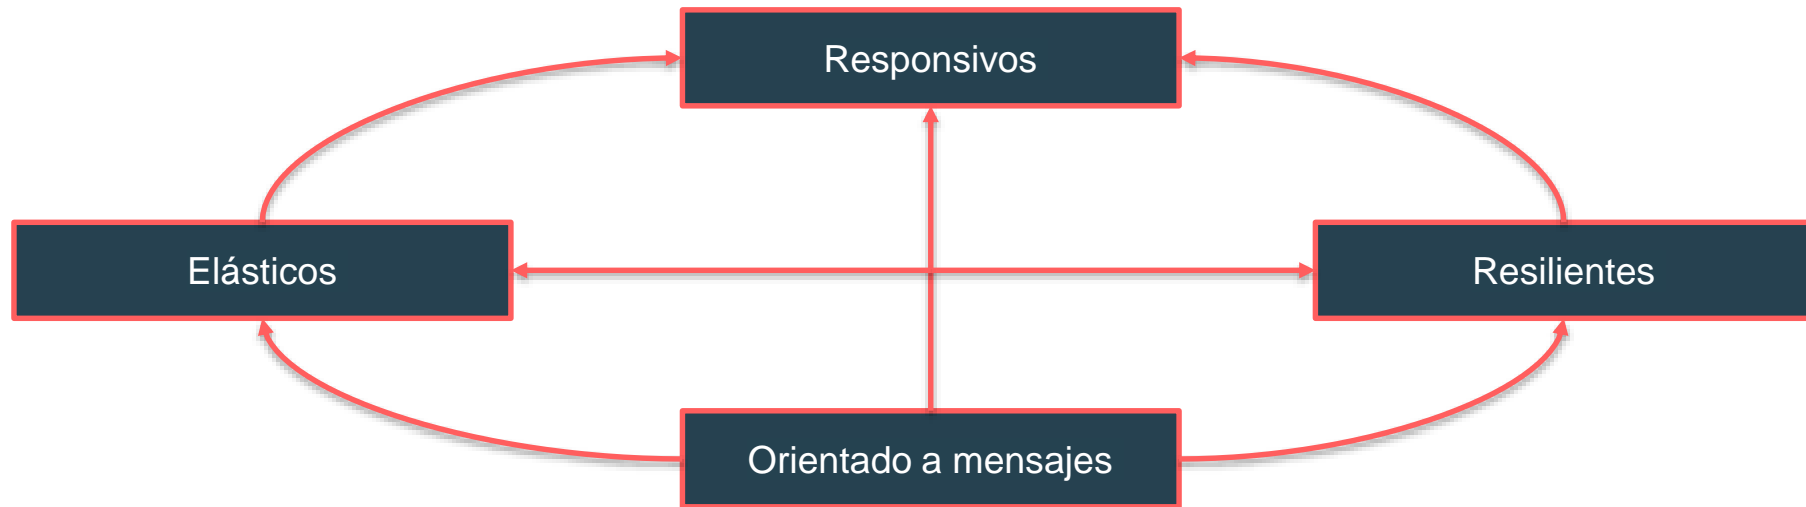 Responsivos
Elásticos
Resilientes
Orientado a mensajes